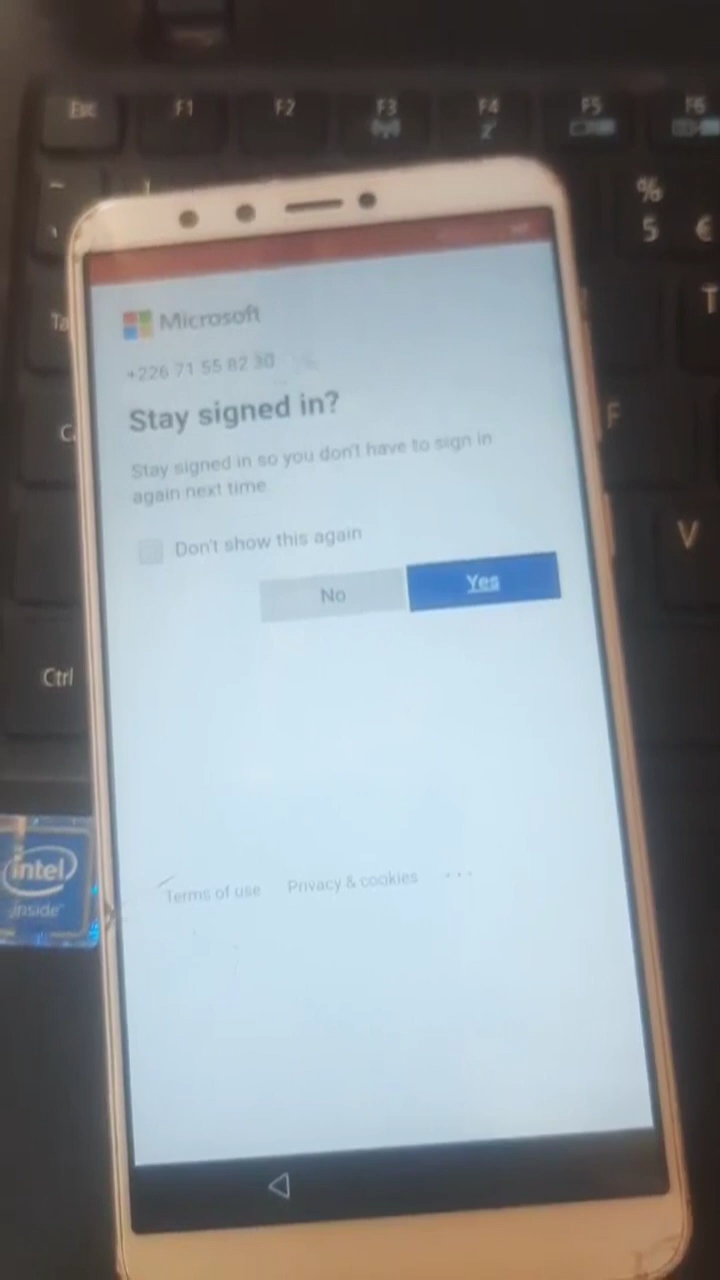 Esc F1 F2 F3 F4 F5 F6
%
5 €
T
F
V
Ctrl
Microsoft
+226 71 55 82 30
Stay signed in?
Stay signed in so you don't have to sign in
again next time.
Don't show this again
No Yes
Terms of use Privacy & cookies ...
intel
inside